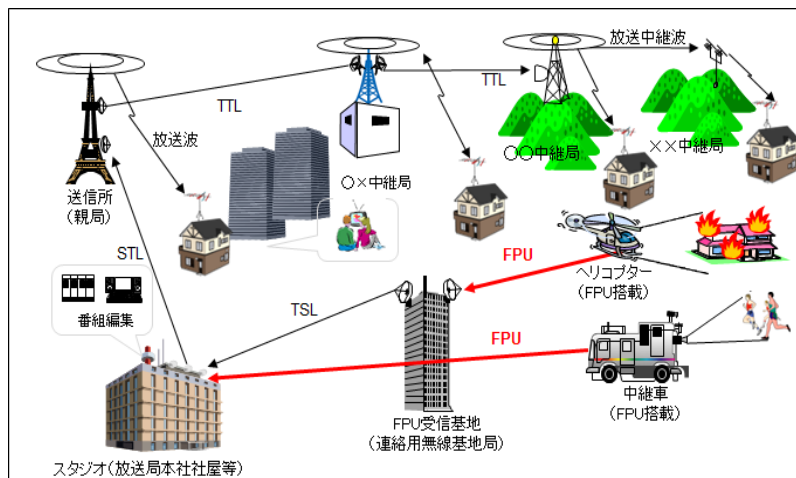 放送中継波
TTL
TTL
放送波
〇〇中継局
××中継局
〇×中継局
送信所
(親局)
STL
FPU
ヘリコプター
(FPU搭載)
番組編集
TSL
FPU
中継車
(FPU搭載)
FPU受信基地
(連絡用無線基地局)
スタジオ(放送局本社社屋等)